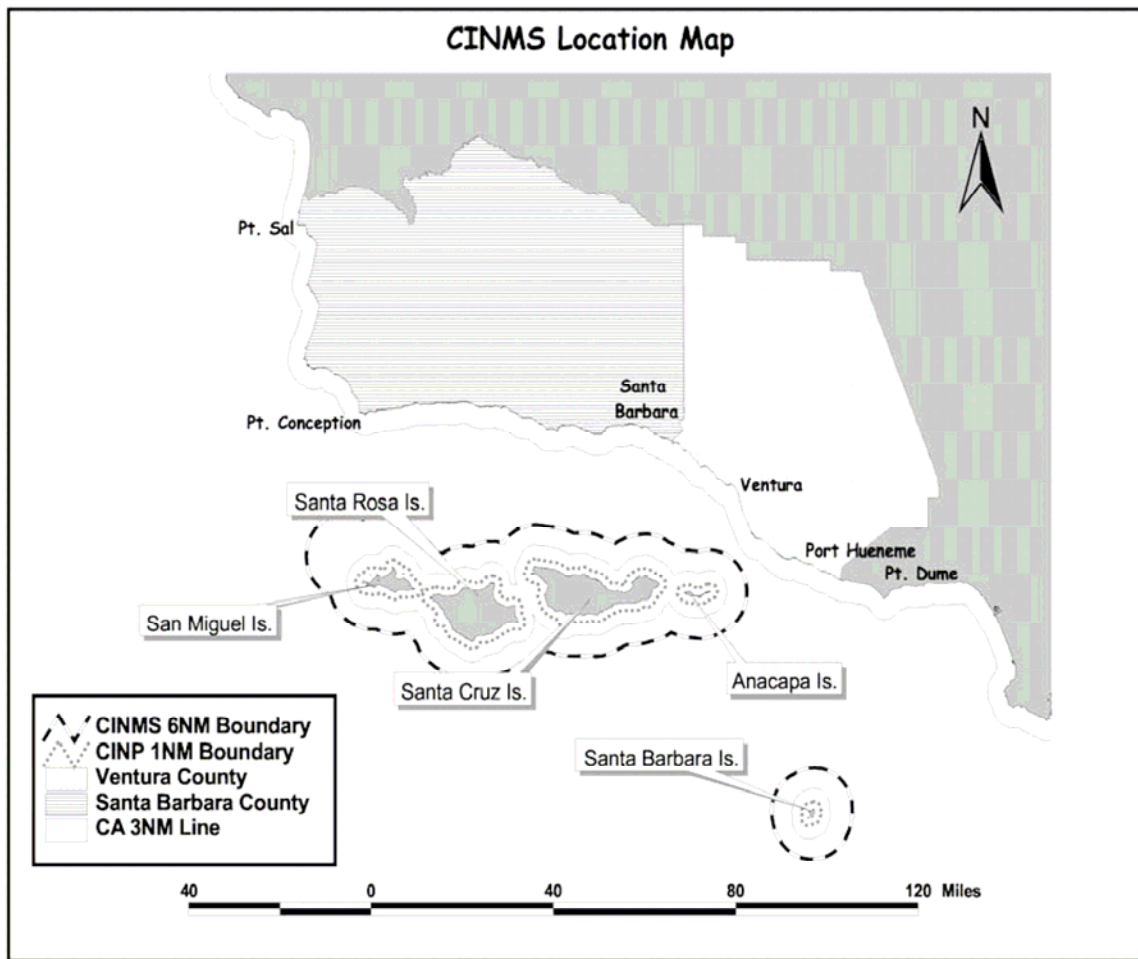 CINMS Location Map
N
Pt. Sal
Santa
Barbara
Pt. Conception
Ventura
Santa Rosa Is.
Port Hueneme
Pt. Dume
San Miguel Is.
Santa Cruz Is.
Anacapa Is.
CINMS 6NM Boundary
CINP 1NM Boundary
Ventura County
Santa Barbara County
CA 3NM Line
Santa Barbara Is.
40 0 40 80 120 Miles